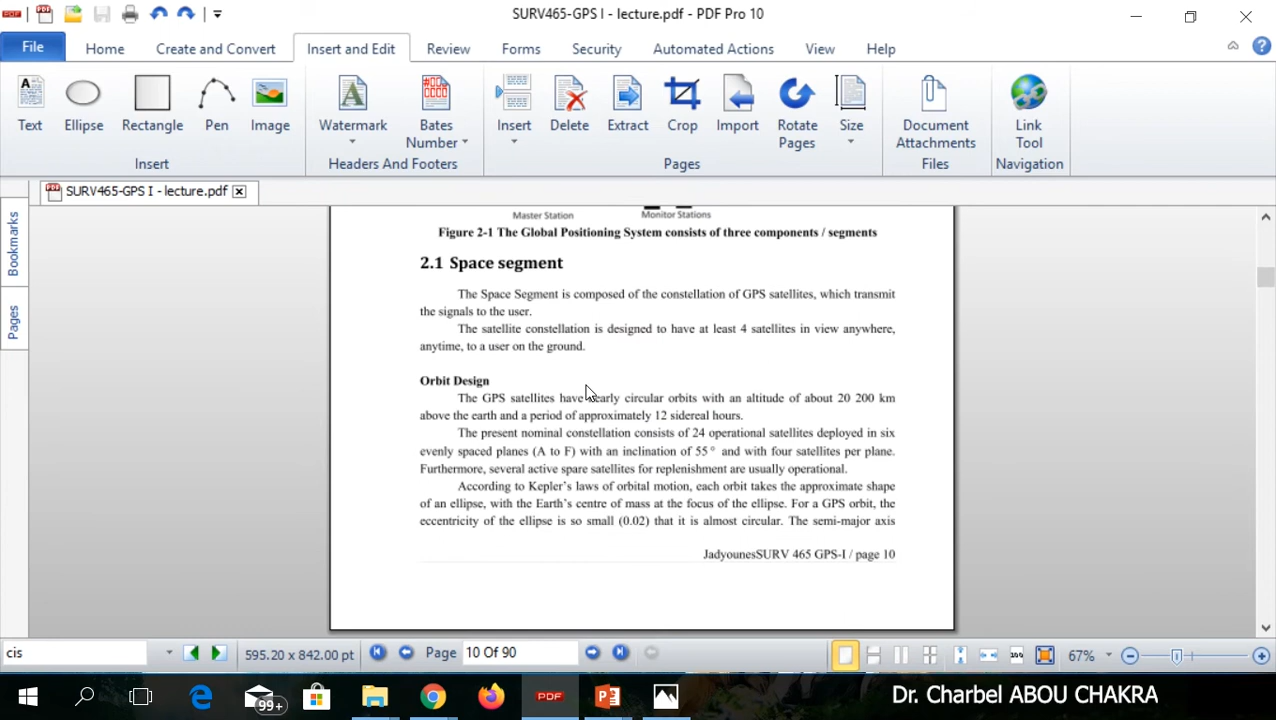 SURV465-GPS I - lecture.pdf - PDF Pro 10
File
Home
Create and Convert
Insert and Edit
Review
Forms
Security
Automated Actions
View
Help
Text
Ellipse
Rectangle
Pen
Image
Watermark
Bates
Number
Insert
Delete
Extract
Crop
Import
Rotate
Pages
Size
Document
Attachments
Link
Tool
Insert
Headers And Footers
Pages
Files
Navigation
SURV465-GPS I - lecture.pdf
Bookmarks
Pages
Master Station
Monitor Stations
Figure 2-1 The Global Positioning System consists of three components / segments
2.1 Space segment
The Space Segment is composed of the constellation of GPS satellites, which transmit
the signals to the user.
The satellite constellation is designed to have at least 4 satellites in view anywhere,
anytime, to a user on the ground.
Orbit Design
The GPS satellites have nearly circular orbits with an altitude of about 20 200 km
above the earth and a period of approximately 12 sidereal hours.
The present nominal constellation consists of 24 operational satellites deployed in six
evenly spaced planes (A to F) with an inclination of 55° and with four satellites per plane.
Furthermore, several active spare satellites for replenishment are usually operational.
According to Kepler's laws of orbital motion, each orbit takes the approximate shape
of an ellipse, with the Earth's centre of mass at the focus of the ellipse. For a GPS orbit, the
eccentricity of the ellipse is so small (0.02) that it is almost circular. The semi-major axis
JadyounesSURV 465 GPS-I / page 10
cis
595.20 x 842.00 pt
Page
10 Of 90
67%
99+
PDF
Dr. Charbel ABOU CHAKRA